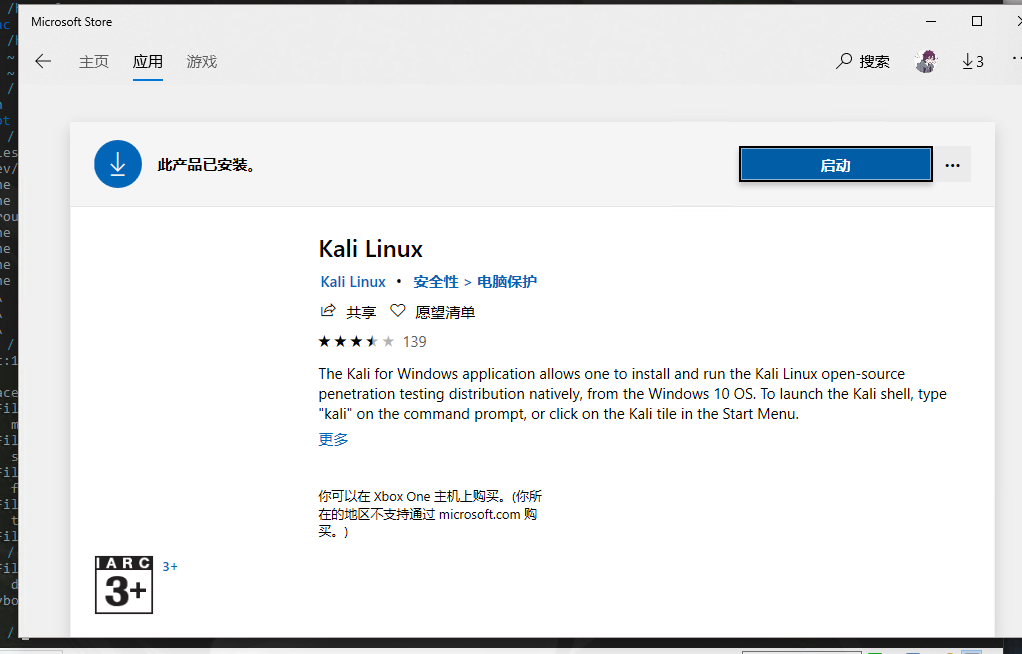 Microsoft Store
主页 应用 游戏 搜索 3
此产品已安装。 启动
Kali Linux
Kali Linux • 安全性 > 电脑保护
共享 愿望清单
139
The Kali for Windows application allows one to install and run the Kali Linux open-source
penetration testing distribution natively, from the Windows 10 OS. To launch the Kali shell, type
"kali" on the command prompt, or click on the Kali tile in the Start Menu.
更多
你可以在 Xbox One 主机上购买。(你所
在的地区不支持通过 microsoft.com 购
买。)
IARC
3+
3+